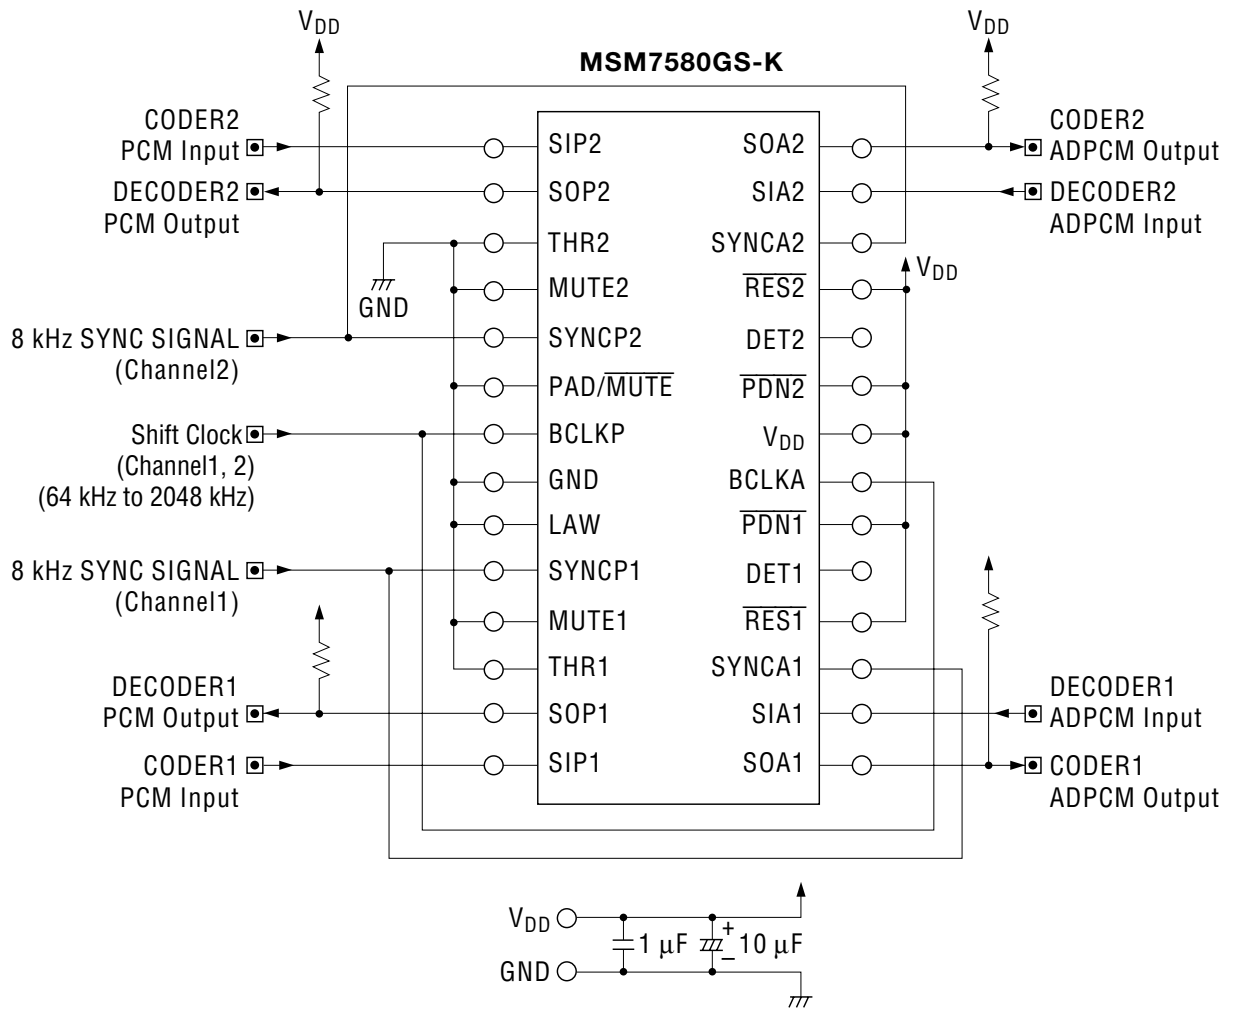 VDD
VDD
MSM7580GS-K
CODER2
PCM Input
DECODER2
PCM Output
GND
8 kHz SYNC SIGNAL
(Channel2)
Shift Clock
(Channel1, 2)
(64 kHz to 2048 kHz)
8 kHz SYNC SIGNAL
(Channel1)
DECODER1
PCM Output
CODER1
PCM Input
SIP2
SOP2
THR2
MUTE2
SYNCP2
PAD/MUTE
BCLKP
GND
LAW
SYNCP1
MUTE1
THR1
SOP1
SIP1
SOA2
SIA2
SYNCA2
RES2
DET2
PDN2
VDD
BCLKA
PDN1
DET1
RES1
SYNCA1
SIA1
SOA1
CODER2
ADPCM Output
DECODER2
ADPCM Input
VDD
DECODER1
ADPCM Input
CODER1
ADPCM Output
VDD
1 μF
+
–
10 μF
GND